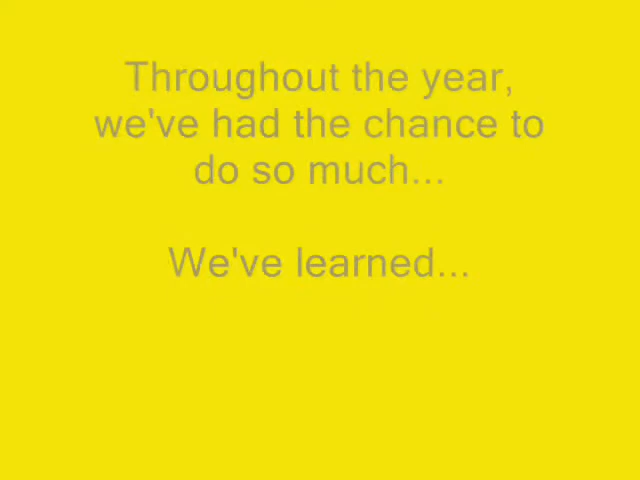 Throughout the year,
we've had the chance to
do so much...
We've learned...